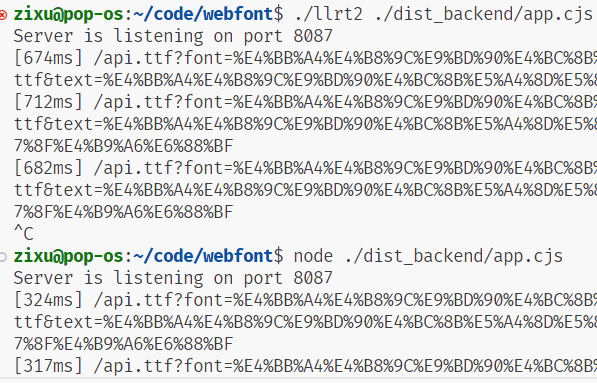 zixu@pop-os:~/code/webfont$ ./llrt2 ./dist_backend/app.cjs
Server is listening on port 8087
[674ms] /api.ttf?font=%E4%BB%A4%E4%B8%9C%E9%BD%90%E4%BC%8B%
ttf&text=%E4%BB%A4%E4%B8%9C%E9%BD%90%E4%BC%8B%E5%A4%8D%E5%8
[712ms] /api.ttf?font=%E4%BB%A4%E4%B8%9C%E9%BD%90%E4%BC%8B%
ttf&text=%E4%BB%A4%E4%B8%9C%E9%BD%90%E4%BC%8B%E5%A4%8D%E5%8
7%8F%E4%B9%A6%E6%88%BF
[682ms] /api.ttf?font=%E4%BB%A4%E4%B8%9C%E9%BD%90%E4%BC%8B%
ttf&text=%E4%BB%A4%E4%B8%9C%E9%BD%90%E4%BC%8B%E5%A4%8D%E5%8
7%8F%E4%B9%A6%E6%88%BF
^C
zixu@pop-os:~/code/webfont$ node ./dist_backend/app.cjs
Server is listening on port 8087
[324ms] /api.ttf?font=%E4%BB%A4%E4%B8%9C%E9%BD%90%E4%BC%8B%
ttf&text=%E4%BB%A4%E4%B8%9C%E9%BD%90%E4%BC%8B%E5%A4%8D%E5%8
7%8F%E4%B9%A6%E6%88%BF
[317ms] /api.ttf?font=%E4%BB%A4%E4%B8%9C%E9%BD%90%E4%BC%8B%